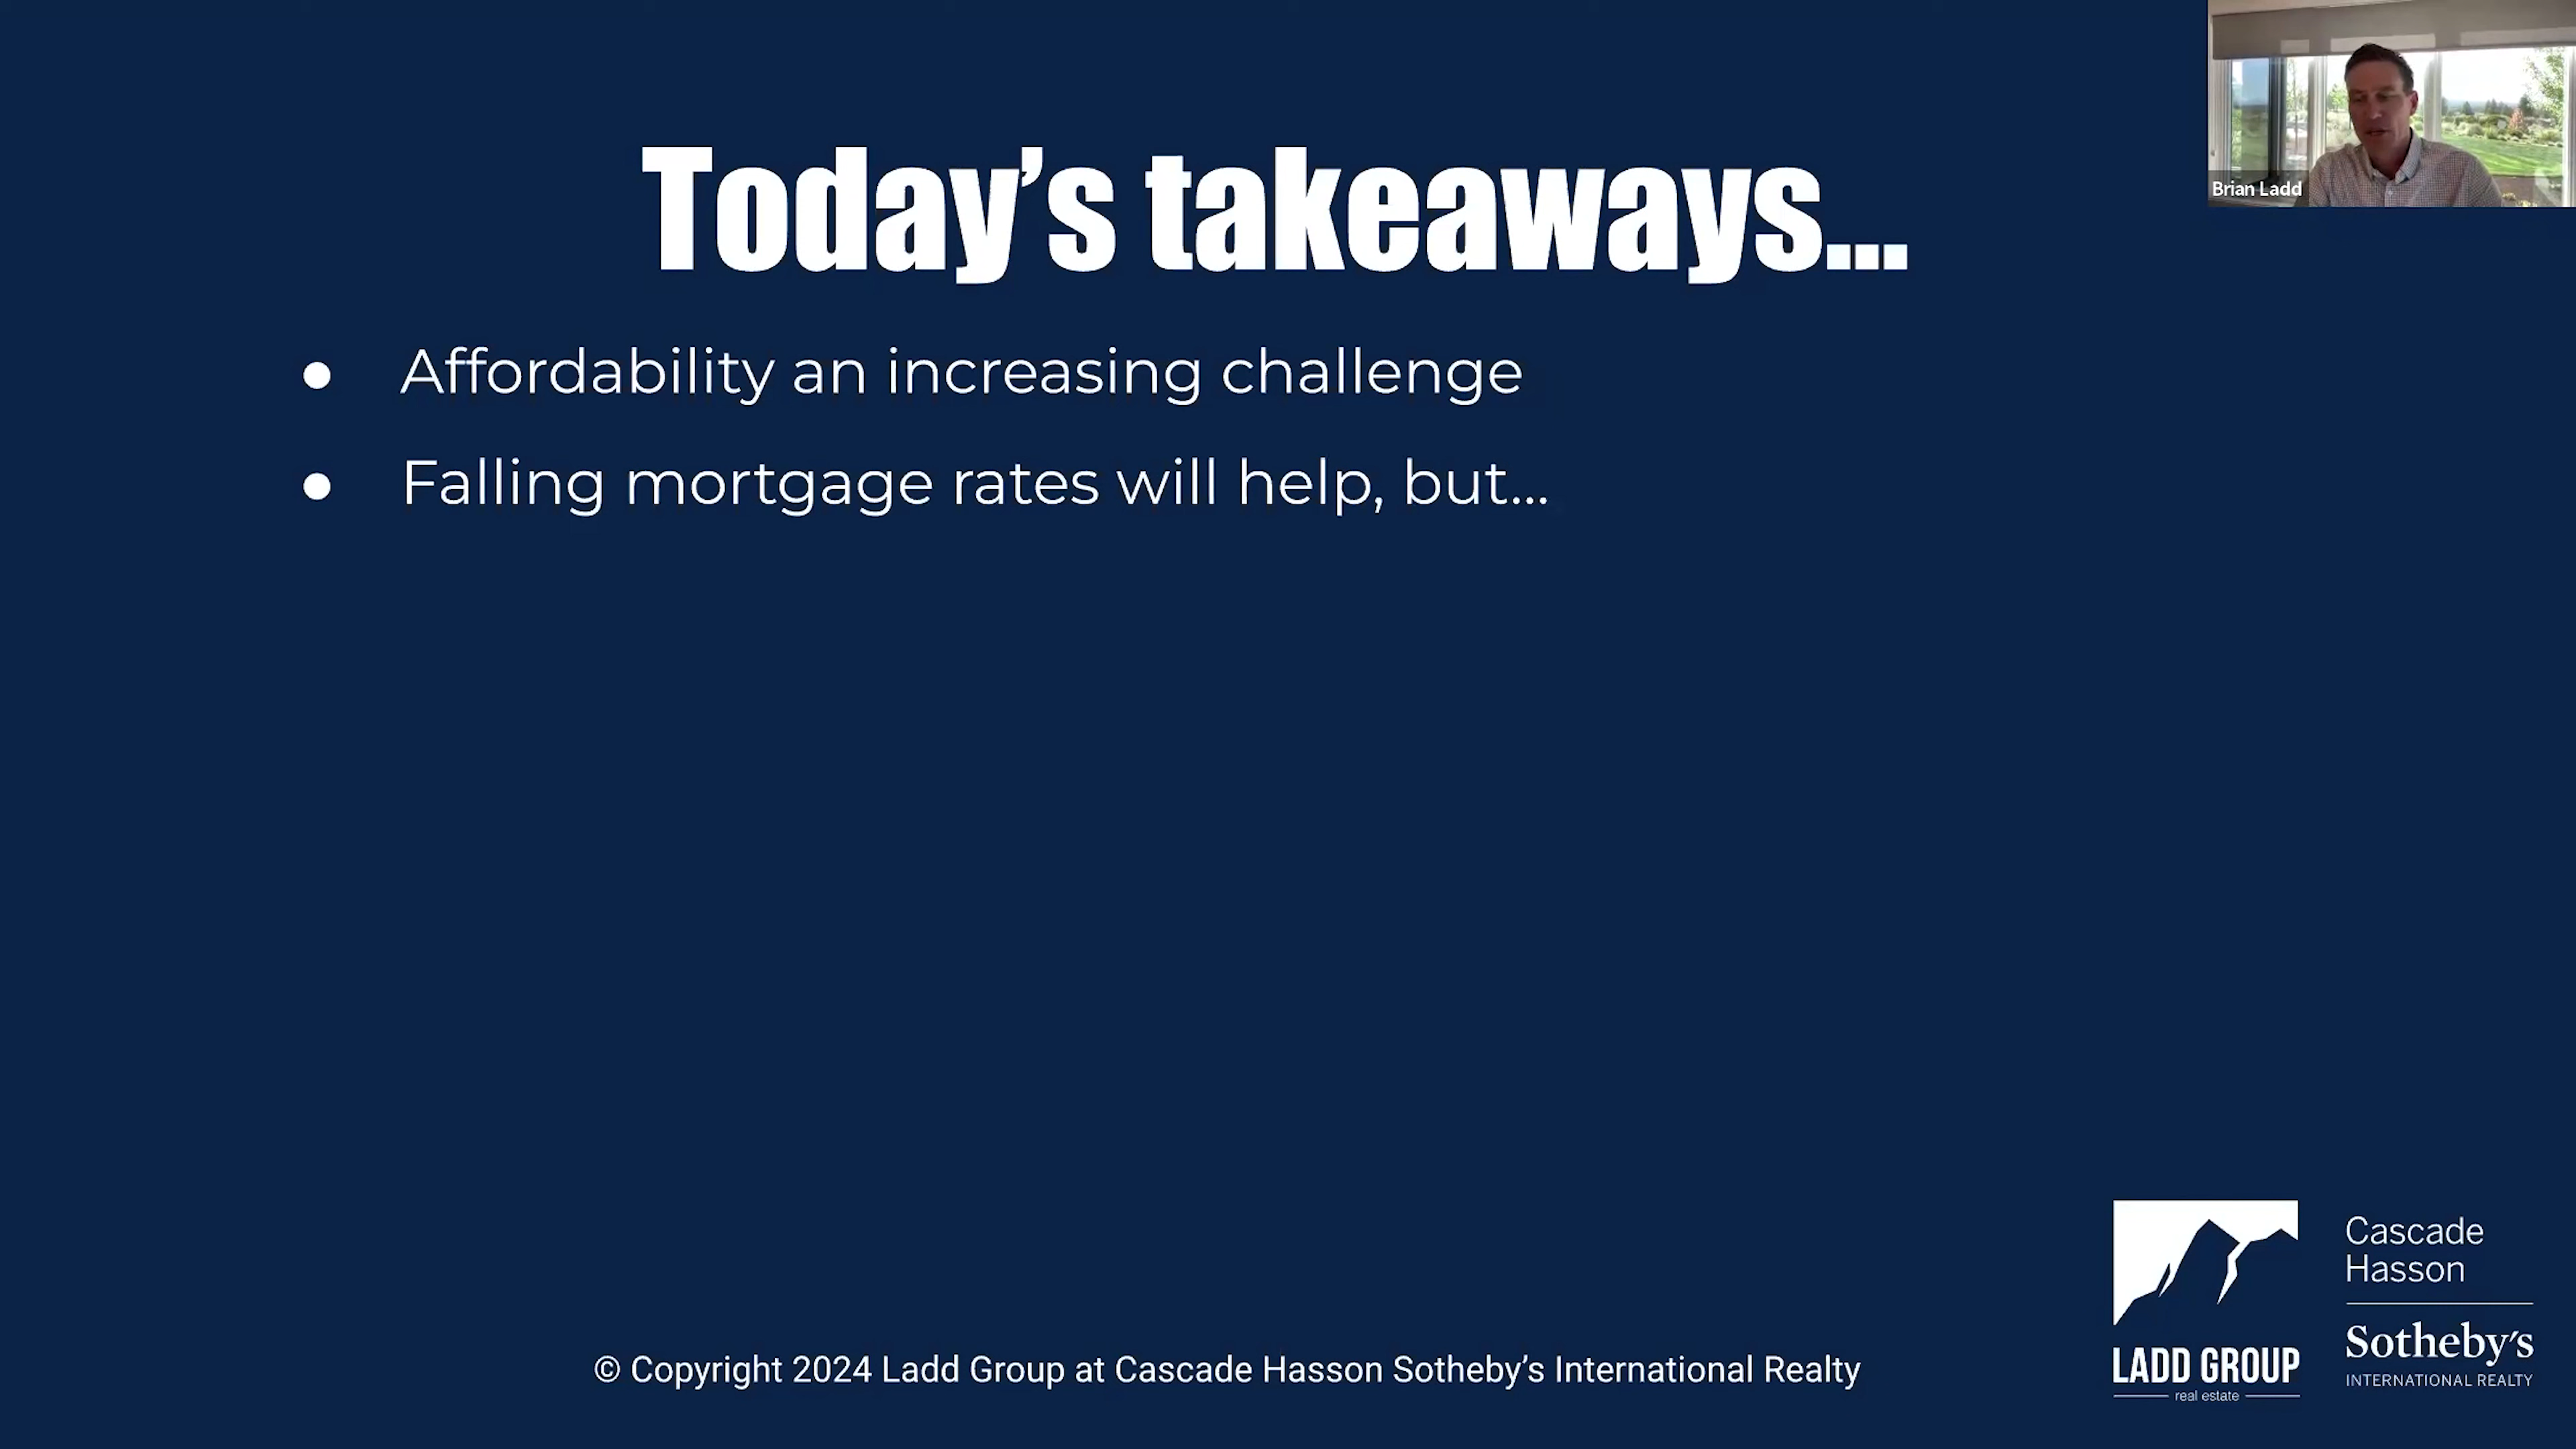 Today’s takeaways...
Brian Ladd
● Affordability an increasing challenge
● Falling mortgage rates will help, but...
© Copyright 2024 Ladd Group at Cascade Hasson Sotheby’s International Realty
LADD GROUP
real estate
Cascade
Hasson
Sotheby’s
INTERNATIONAL REALTY